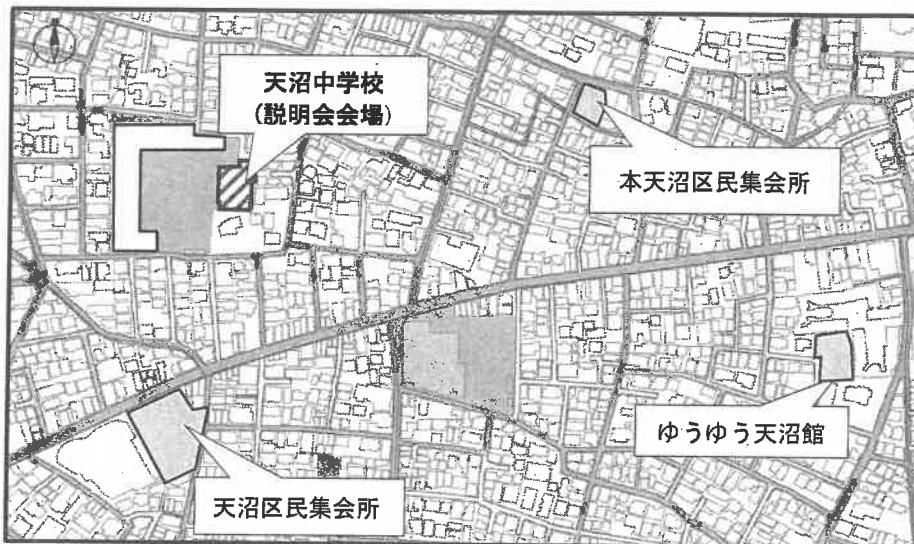 天沼中学校
(説明会会場)
本天沼区民集会所
ゆうゆう天沼館
天沼区民集会所